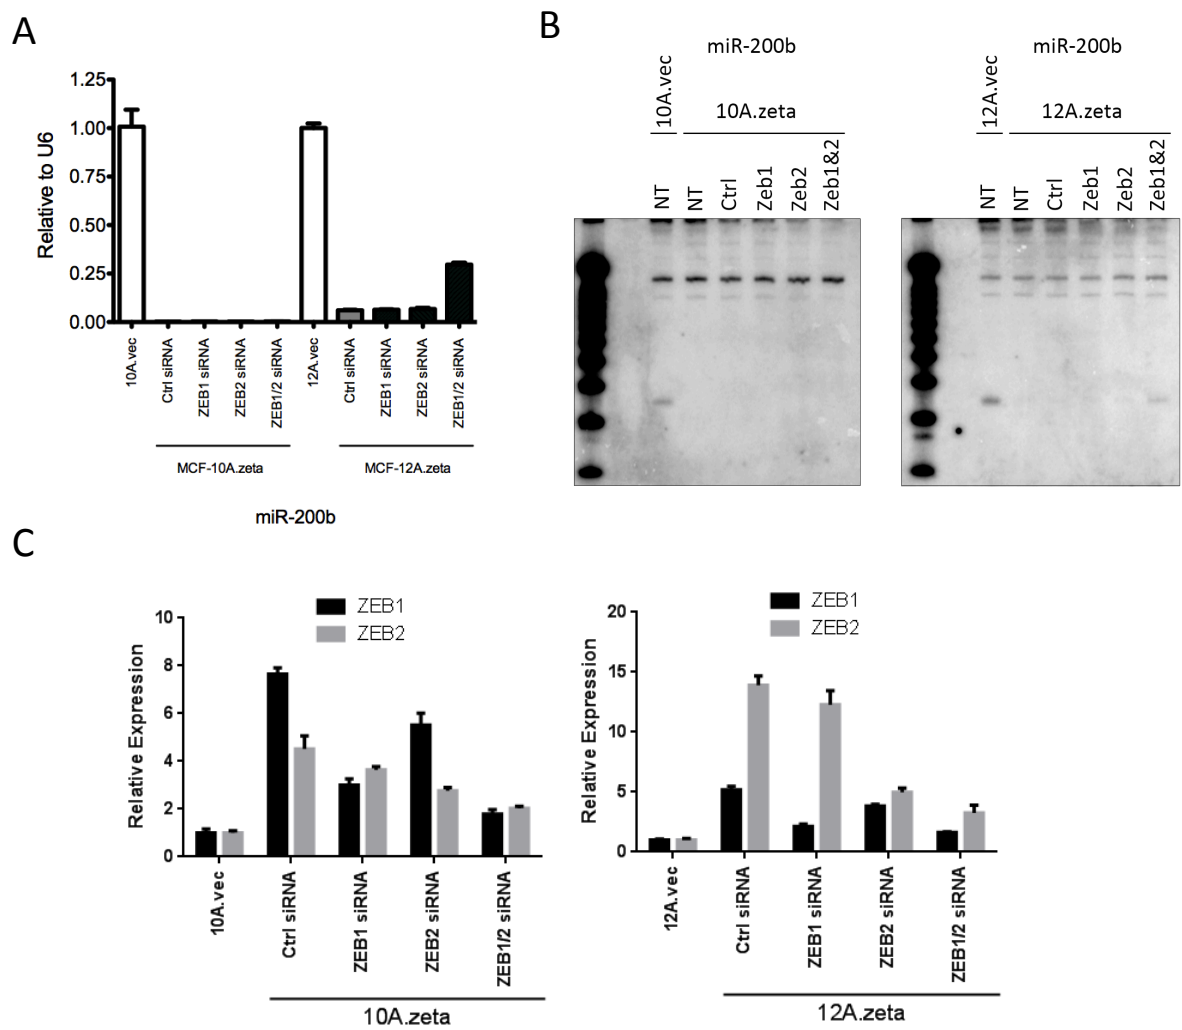 A
1.25
1.00
0.75
0.50
0.25
0.00
Relative to U6
10A.vec
Ctrl siRNA
ZEB1 siRNA
ZEB2 siRNA
ZEB1/2 siRNA
12A.vec
Ctrl siRNA
ZEB1 siRNA
ZEB2 siRNA
ZEB1/2 siRNA
MCF-10A.zeta
MCF-12A.zeta
miR-200b
B
miR-200b
10A.vec
10A.zeta
NT
NT
Ctrl
Zeb1
Zeb2
Zeb1&2
miR-200b
12A.vec
12A.zeta
NT
NT
Ctrl
Zeb1
Zeb2
Zeb1&2
C
ZEB1
ZEB2
10
8
6
4
2
0
Relative Expression
10A.vec
Ctrl siRNA
ZEB1 siRNA
ZEB2 siRNA
ZEB1/2 siRNA
10A.zeta
ZEB1
ZEB2
20
15
10
5
0
Relative Expression
12A.vec
Ctrl siRNA
ZEB1 siRNA
ZEB2 siRNA
ZEB1/2 siRNA
12A.zeta